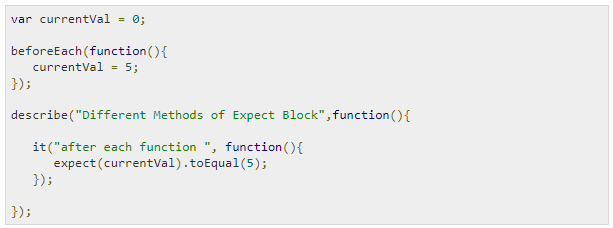 var currentVal = 0;
beforeEach(function(){
currentVal = 5;
});
describe("Different Methods of Expect Block",function(){
it("after each function ", function(){
expect(currentVal).toEqual(5);
});
});